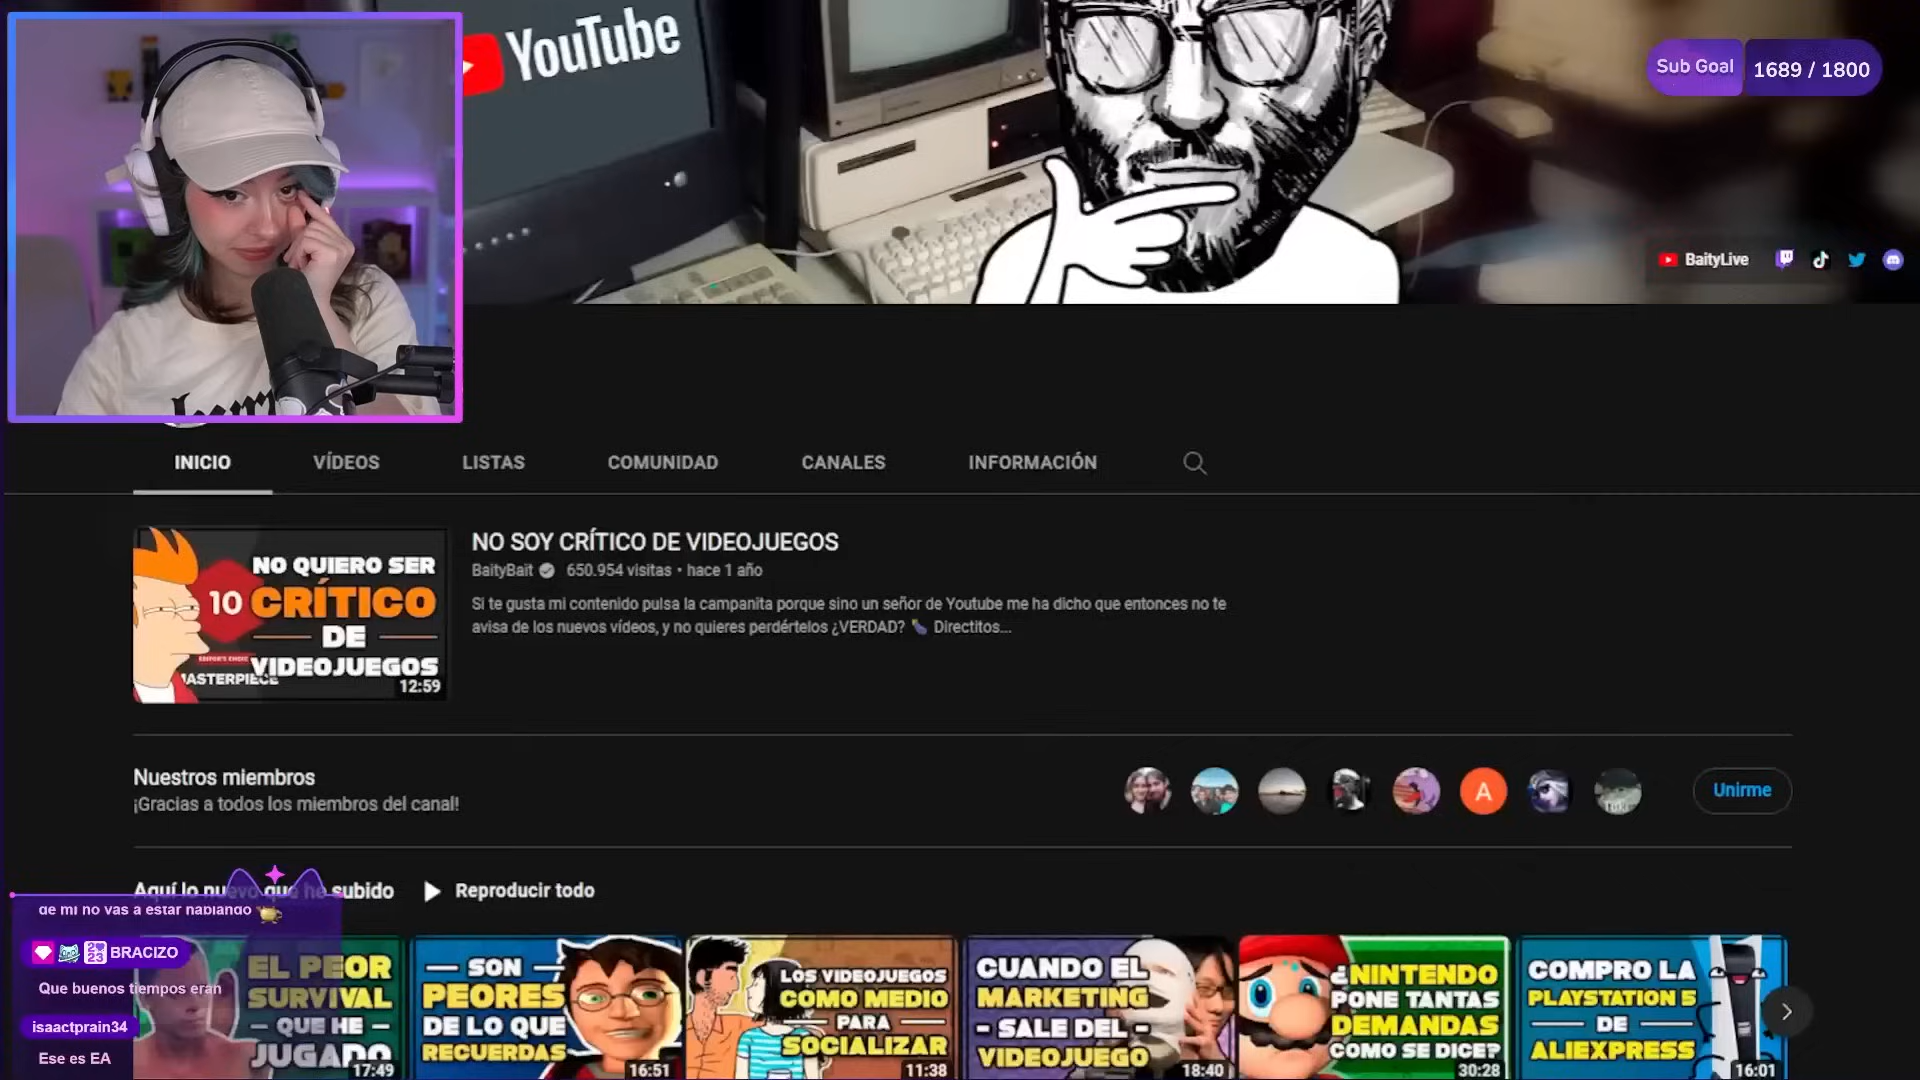 YouTube
Sub Goal
1689 / 1800
BaityLive
INICIO
VÍDEOS
LISTAS
COMUNIDAD
CANALES
INFORMACIÓN
NO QUIERO SER
10 CRÍTICO
DE
VIDEOJUEGOS
MASTERPIECE
12:59
NO SOY CRÍTICO DE VIDEOJUEGOS
BaityBait
650.954 visitas • hace 1 año
Si te gusta mi contenido pulsa la campanita porque sino un señor de Youtube me ha dicho que entonces no te
avisa de los nuevos vídeos, y no quieres perdértelos ¿VERDAD? 🍆 Directitos...
Nuestros miembros
¡Gracias a todos los miembros del canal!
A
Unirme
Aquí lo nuevo que he subido
Reproducir todo
de mi no vas a estar hablando
BRACIZO
Que buenos tiempos eran
isaactprain34
Ese es EA
EL PEOR
SURVIVAL
— QUE HE —
JUGADO
17:49
— SON —
PEORES
DE LO QUE
RECUERDAS
16:51
LOS VIDEOJUEGOS
COMO MEDIO
— PARA —
SOCIALIZAR
11:38
CUANDO EL
MARKETING
- SALE DEL -
VIDEOJUEGO
18:40
¿NINTENDO
PONE TANTAS
DEMANDAS
COMO SE DICE?
30:28
COMPRO LA
PLAYSTATION 5
— DE —
ALIEXPRESS
16:01